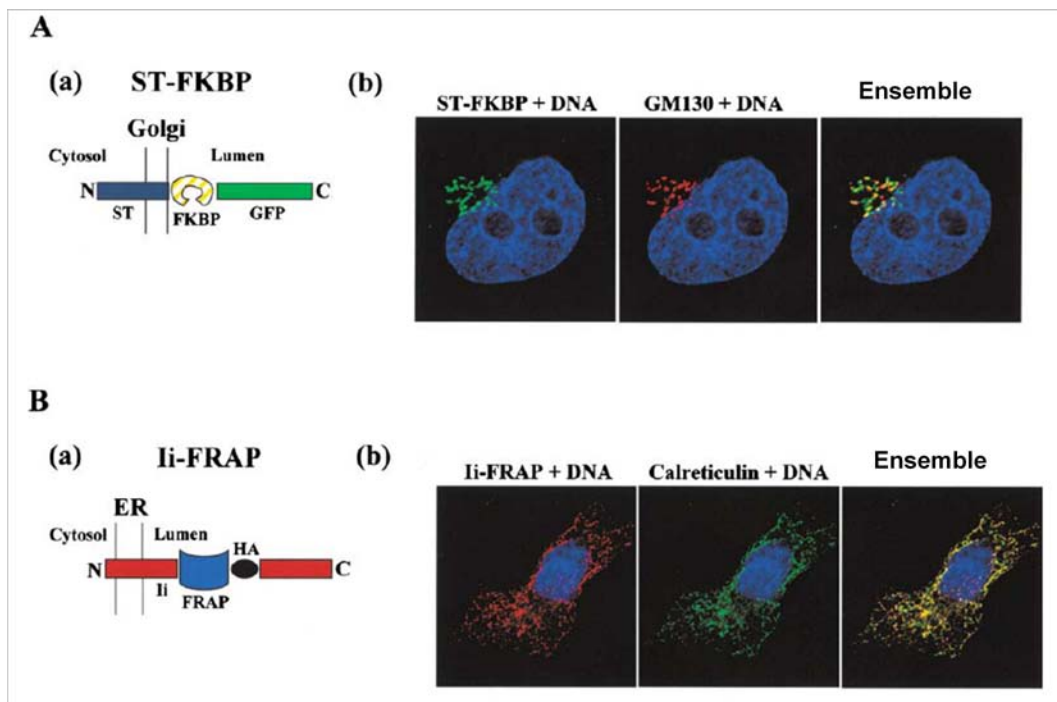 A
(a) ST-FKBP
Golgi
Cytosol Lumen
N C
ST FKBP GFP
(b)
ST-FKBP + DNA GM130 + DNA Ensemble
B
(a) Ii-FRAP
ER
Cytosol Lumen
HA
N C
Ii
FRAP
(b)
Ii-FRAP + DNA Calreticulin + DNA Ensemble